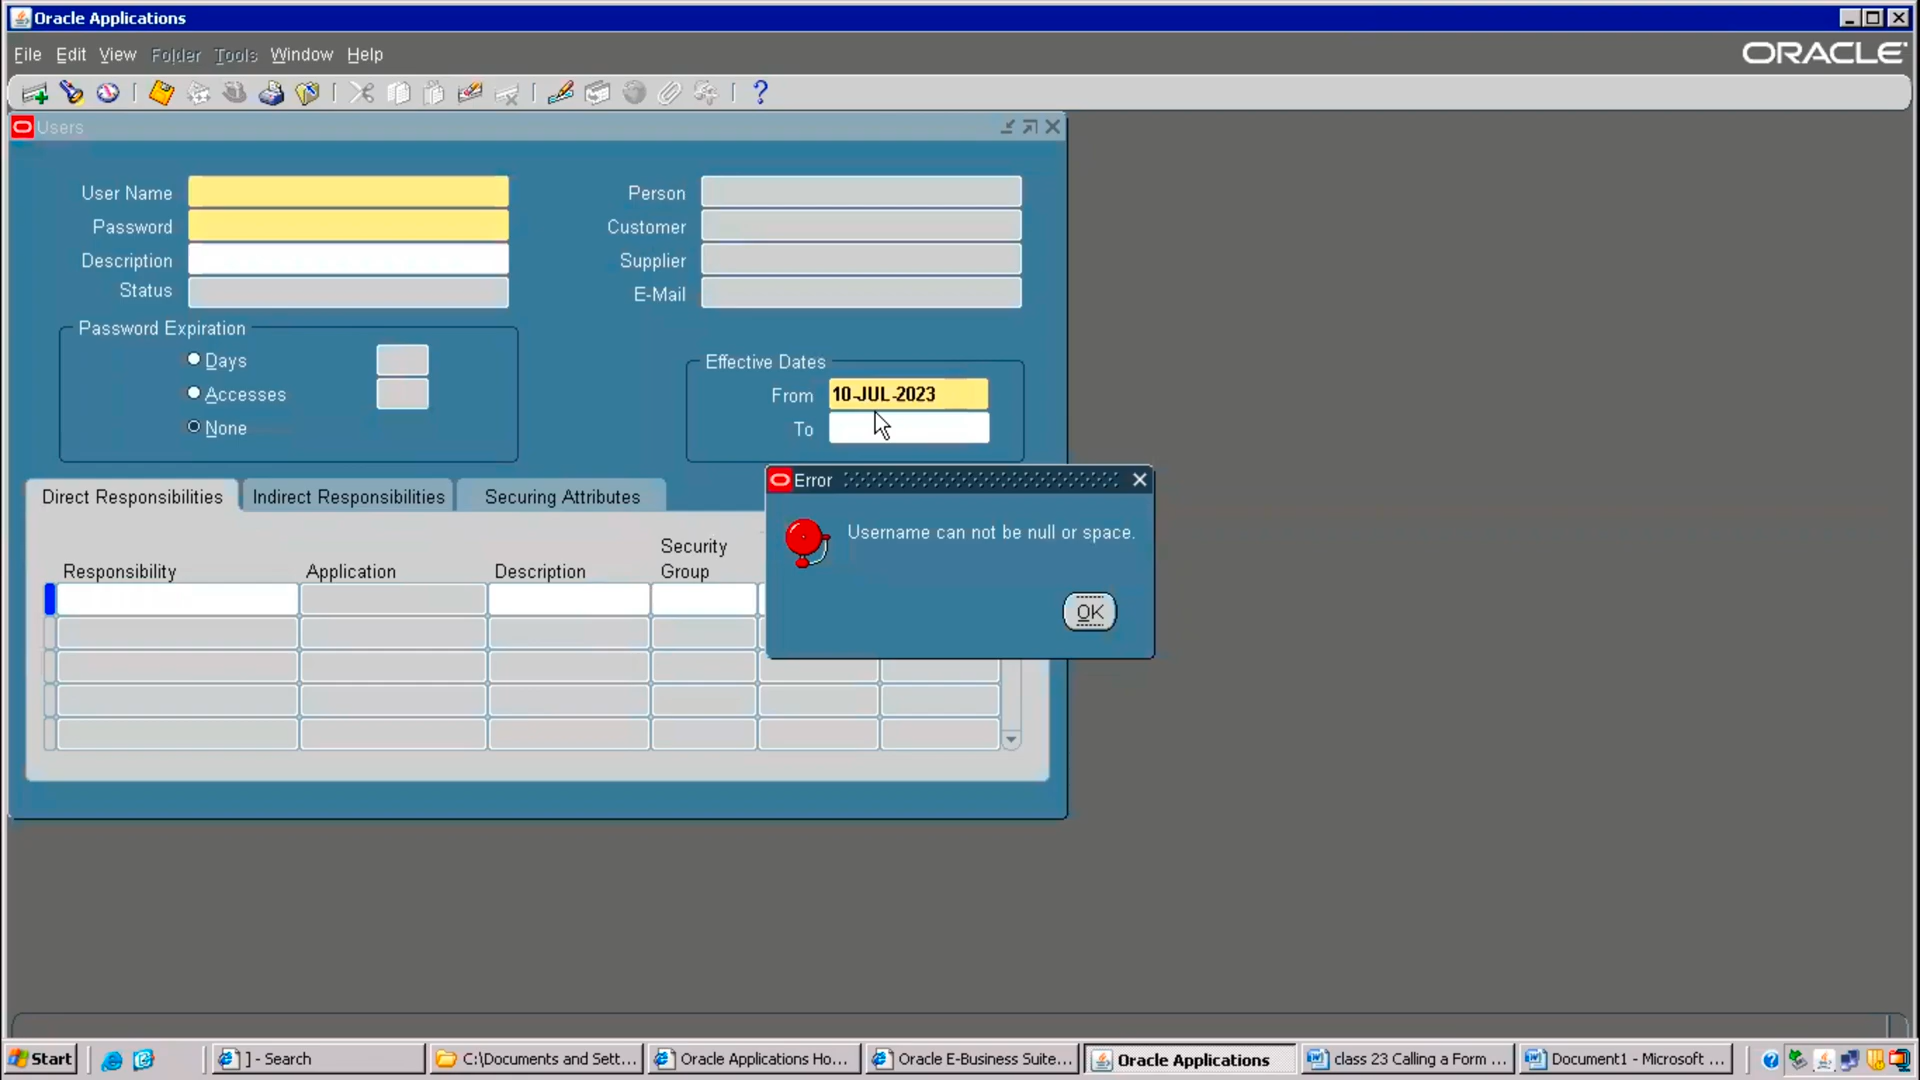 Oracle Applications
File Edit View Folder Tools Window Help
ORACLE
Users
User Name
Password
Description
Status
Person
Customer
Supplier
E-Mail
Password Expiration
Days
Accesses
None
Effective Dates
From 10-JUL-2023
To
Direct Responsibilities Indirect Responsibilities Securing Attributes
Responsibility Application Description Security Group
Error
Username can not be null or space.
OK
Start ] - Search C:\Documents and Sett... Oracle Applications Ho... Oracle E-Business Suite... Oracle Applications class 23 Calling a Form ... Document1 - Microsoft ...